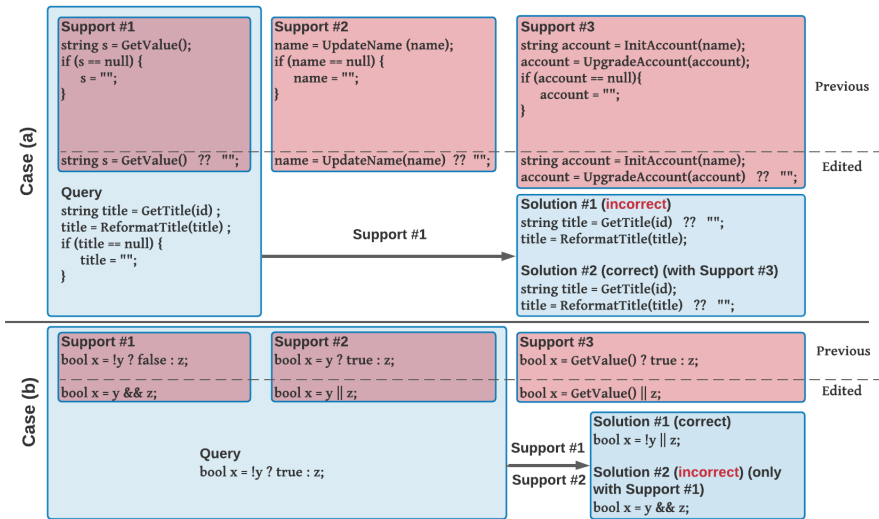 Case (a)
Support #1
string s = GetValue();
if (s == null) {
s = "";
}
string s = GetValue() ?? "";
Support #2
name = UpdateName (name);
if (name == null) {
name = "";
}
name = UpdateName(name) ?? "";
Support #3
string account = InitAccount(name);
account = UpgradeAccount(account);
if (account == null){
account = "";
}
string account = InitAccount(name);
account = UpgradeAccount(account) ?? "";
Previous
Edited
Query
string title = GetTitle(id) ;
title = ReformatTitle(title) ;
if (title == null) {
title = "";
}
Support #1
Solution #1 (incorrect)
string title = GetTitle(id) ?? "";
title = ReformatTitle(title);
Solution #2 (correct) (with Support #3)
string title = GetTitle(id);
title = ReformatTitle(title) ?? "";
Case (b)
Support #1
bool x = !y ? false : z;
bool x = y && z;
Support #2
bool x = y ? true : z;
bool x = y || z;
Support #3
bool x = GetValue() ? true : z;
bool x = GetValue() || z;
Previous
Edited
Query
bool x = !y ? true : z;
Support #1
Support #2
Solution #1 (correct)
bool x = !y || z;
Solution #2 (incorrect) (only
with Support #1)
bool x = y && z;